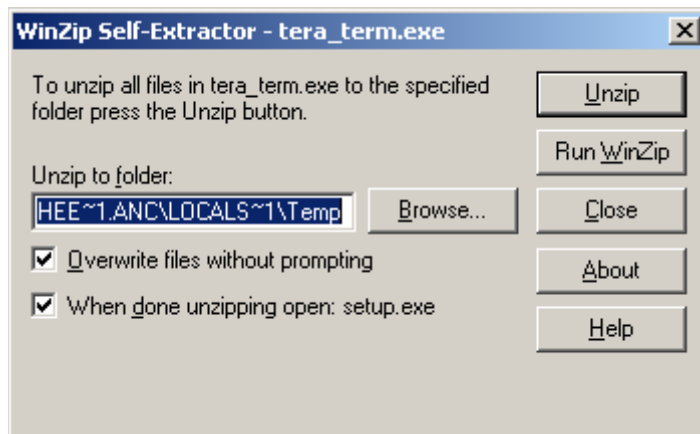 WinZip Self-Extractor - tera_term.exe
To unzip all files in tera_term.exe to the specified
folder press the Unzip button.
Unzip
Run WinZip
Unzip to folder:
HEE~1.ANC\LOCALS~1\Temp
Browse...
Close
Overwrite files without prompting
About
When done unzipping open: setup.exe
Help